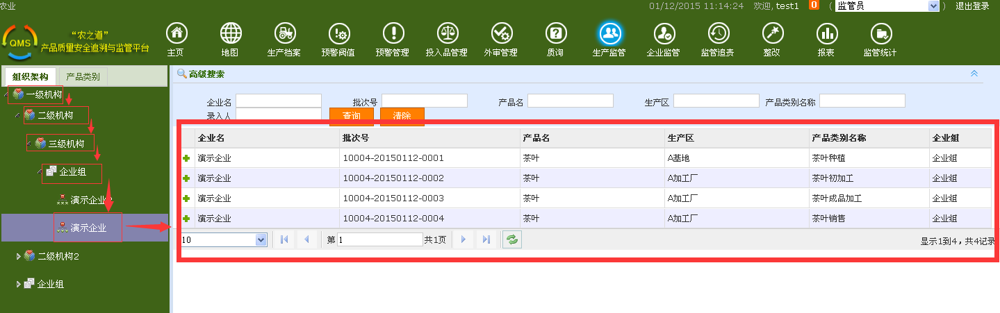 农业
01/12/2015 11:14:24 欢迎, test1 0 ( 监管员 ) 退出登录
QMS
“农之道”
产品质量安全追溯与监管平台
主页 地图 生产档案 预警阀值 预警管理 投入品管理 外审管理 质询 生产监管 企业监管 监管追责 整改 报表 监管统计
组织架构 产品类别
一级机构
二级机构
三级机构
企业组
演示企业
演示企业
二级机构2
企业组
高级搜索
企业名 批次号 产品名 生产区 产品类别名称
录入人 查询 清除
企业名 批次号 产品名 生产区 产品类别名称 企业组
演示企业 10004-20150112-0001 茶叶 A基地 茶叶种植 企业组
演示企业 10004-20150112-0002 茶叶 A加工厂 茶叶初加工 企业组
演示企业 10004-20150112-0003 茶叶 A加工厂 茶叶成品加工 企业组
演示企业 10004-20150112-0004 茶叶 A加工厂 茶叶销售 企业组
10 第 1 共1页 显示1到4，共4记录